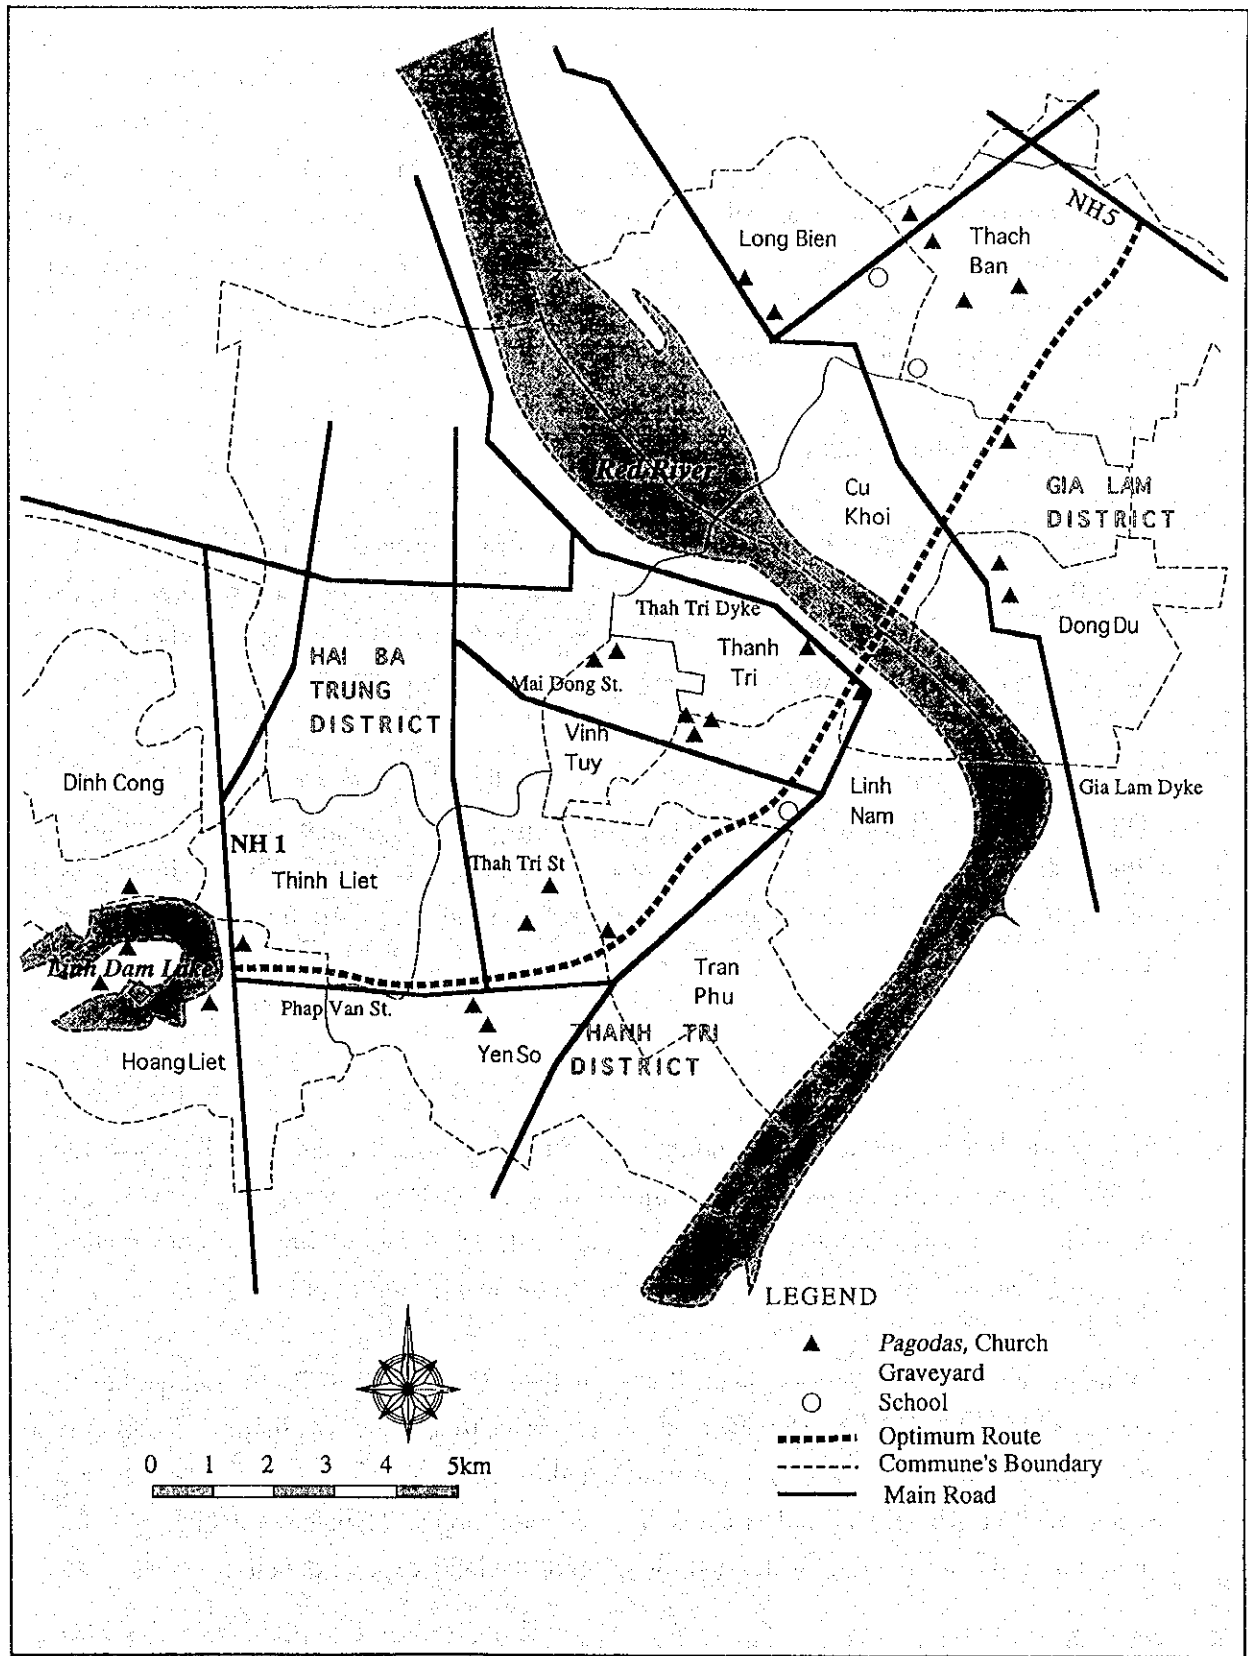 NH5
Long Bien
Thach
Ban
Red River
Cu
Khoi
GIA LAM
DISTRICT
Thah Tri Dyke
Dong Du
HAI BA
TRUNG
DISTRICT
Thanh
Tri
Mai Dong St.
Vinh
Tuy
Dinh Cong
Linh
Nam
Gia Lam Dyke
NH 1
Thah Tri St
Thinh Liet
Dam Lake
Tran
Phu
Phap Van St.
THANH TRI
DISTRICT
Yen So
Hoang Liet
LEGEND
Pagodas, Church
Graveyard
School
Optimum Route
Commune's Boundary
Main Road
0 1 2 3 4 5km